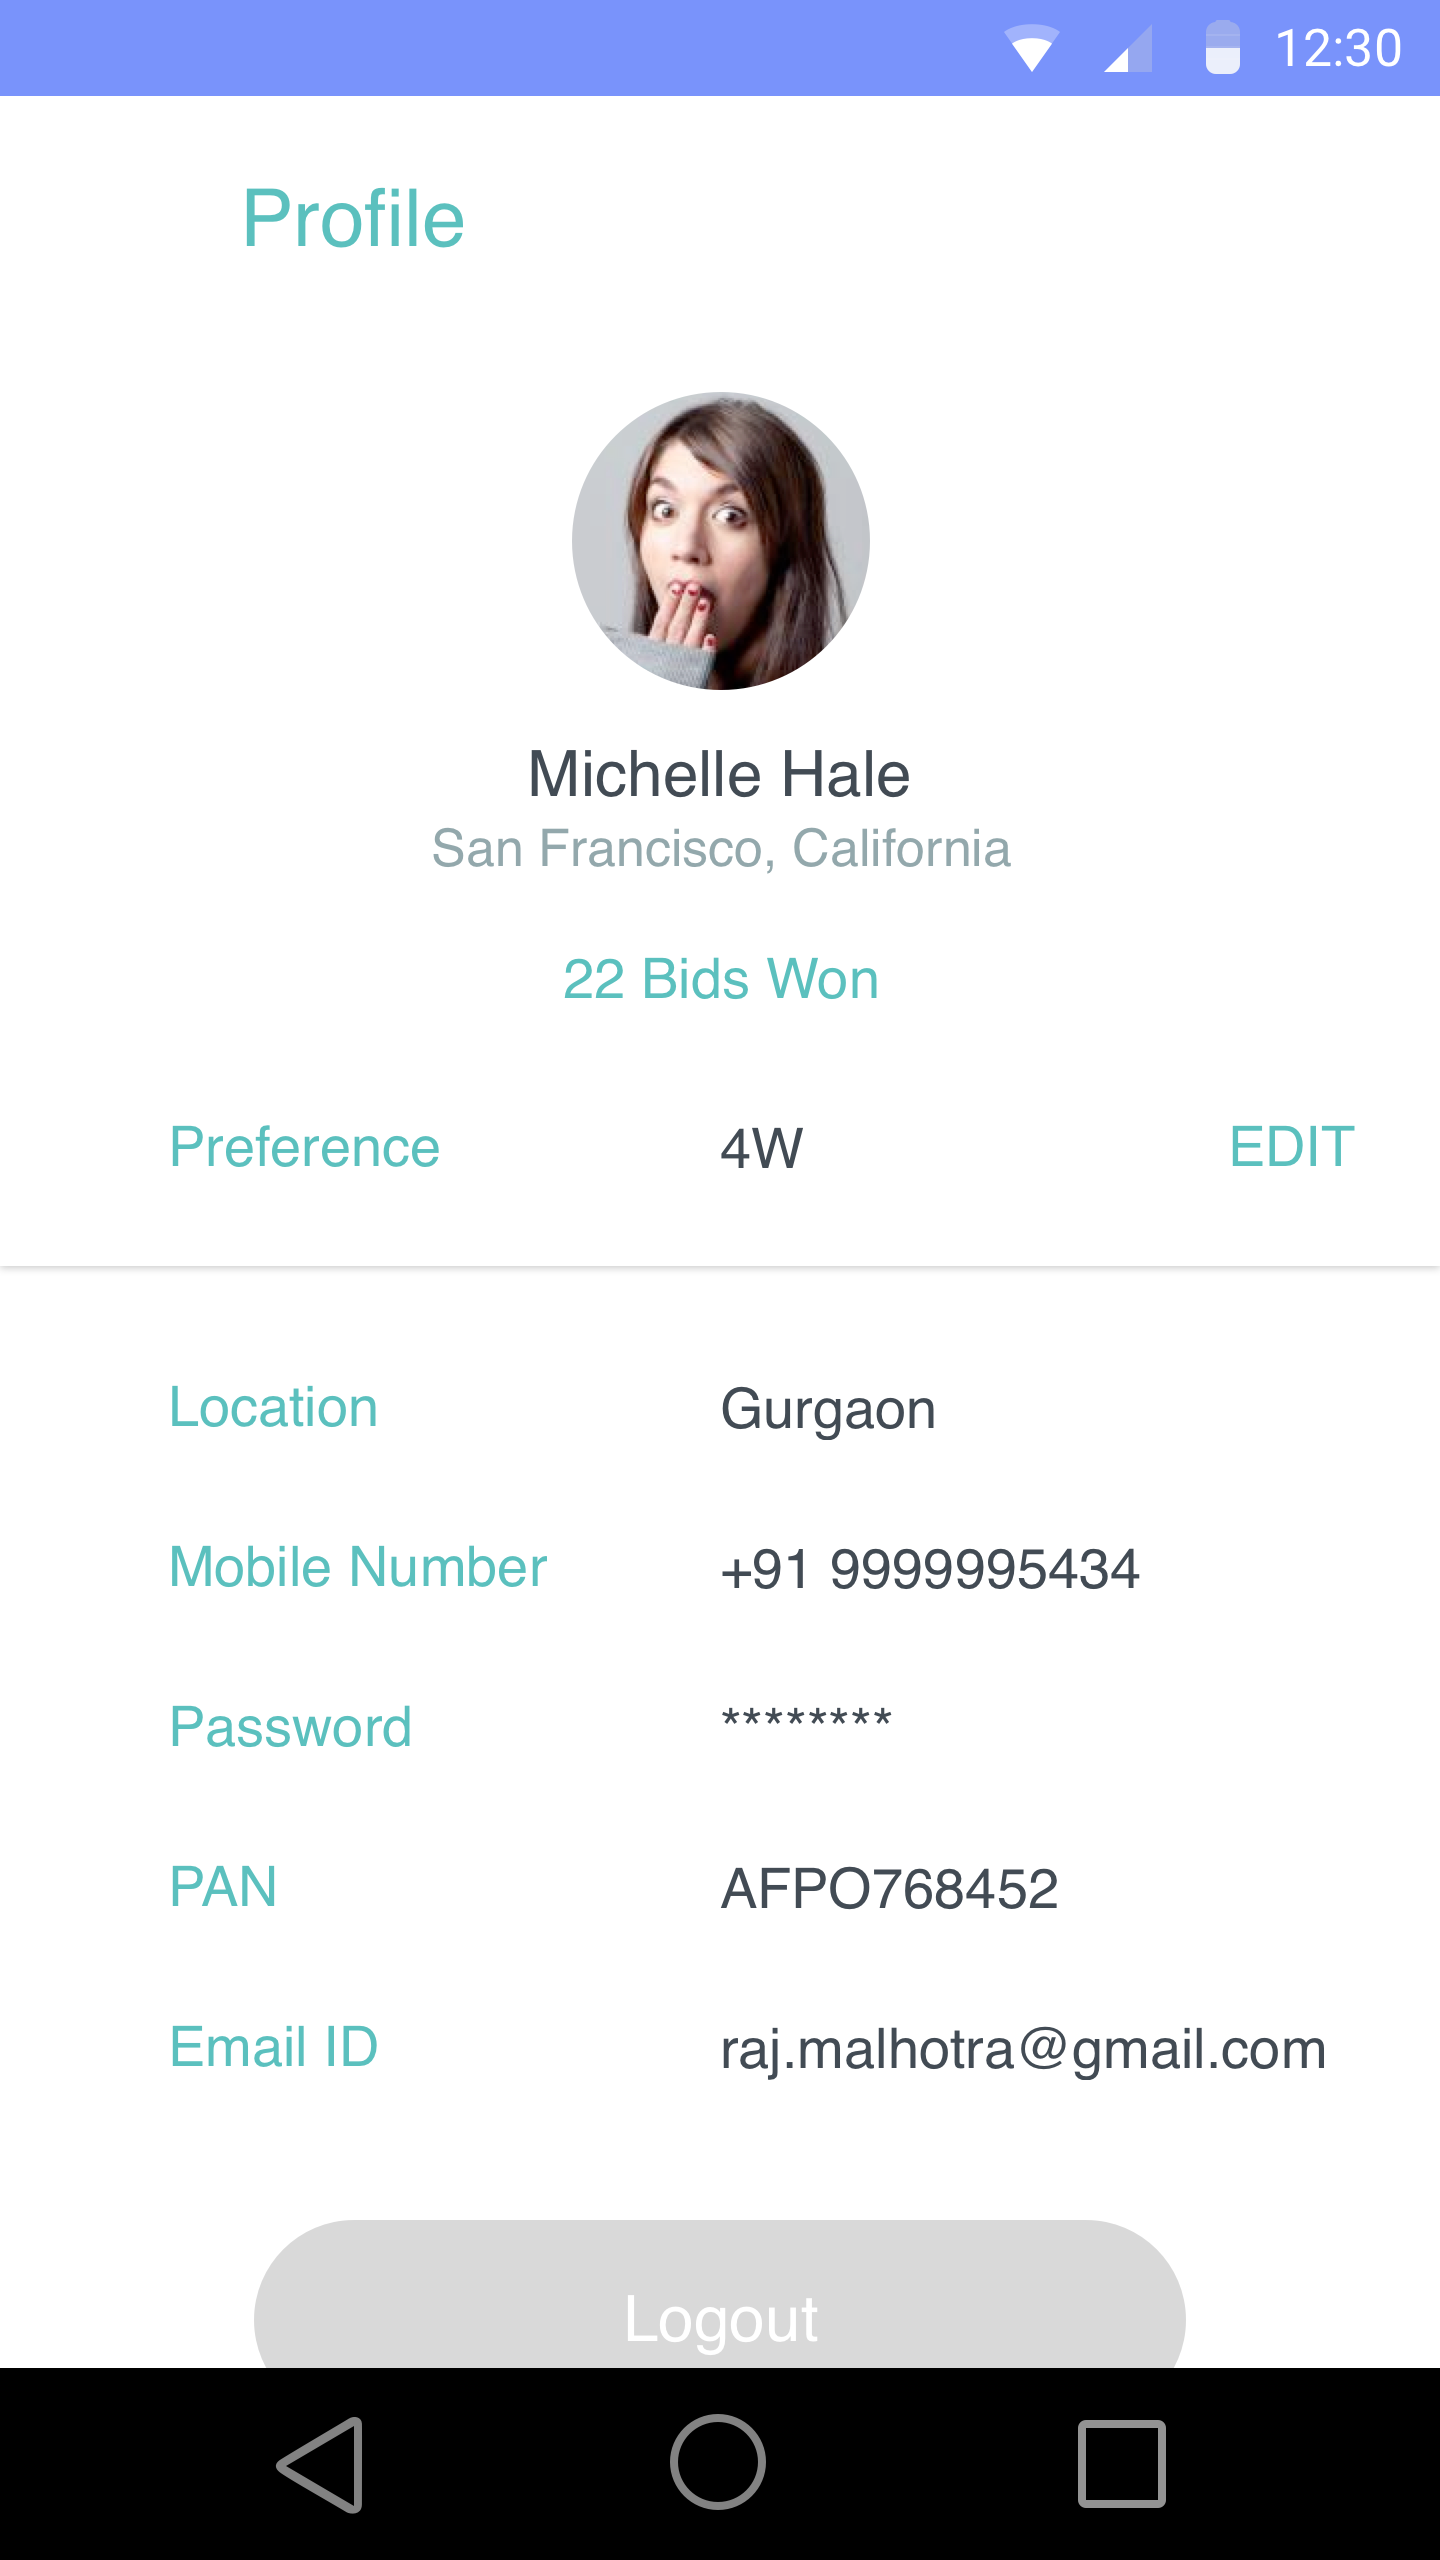 12:30
Profile
Michelle Hale
San Francisco, California
22 Bids Won
Preference 4W EDIT
Location Gurgaon
Mobile Number +91 9999995434
Password ********
PAN AFPO768452
Email ID raj.malhotra@gmail.com
Logout